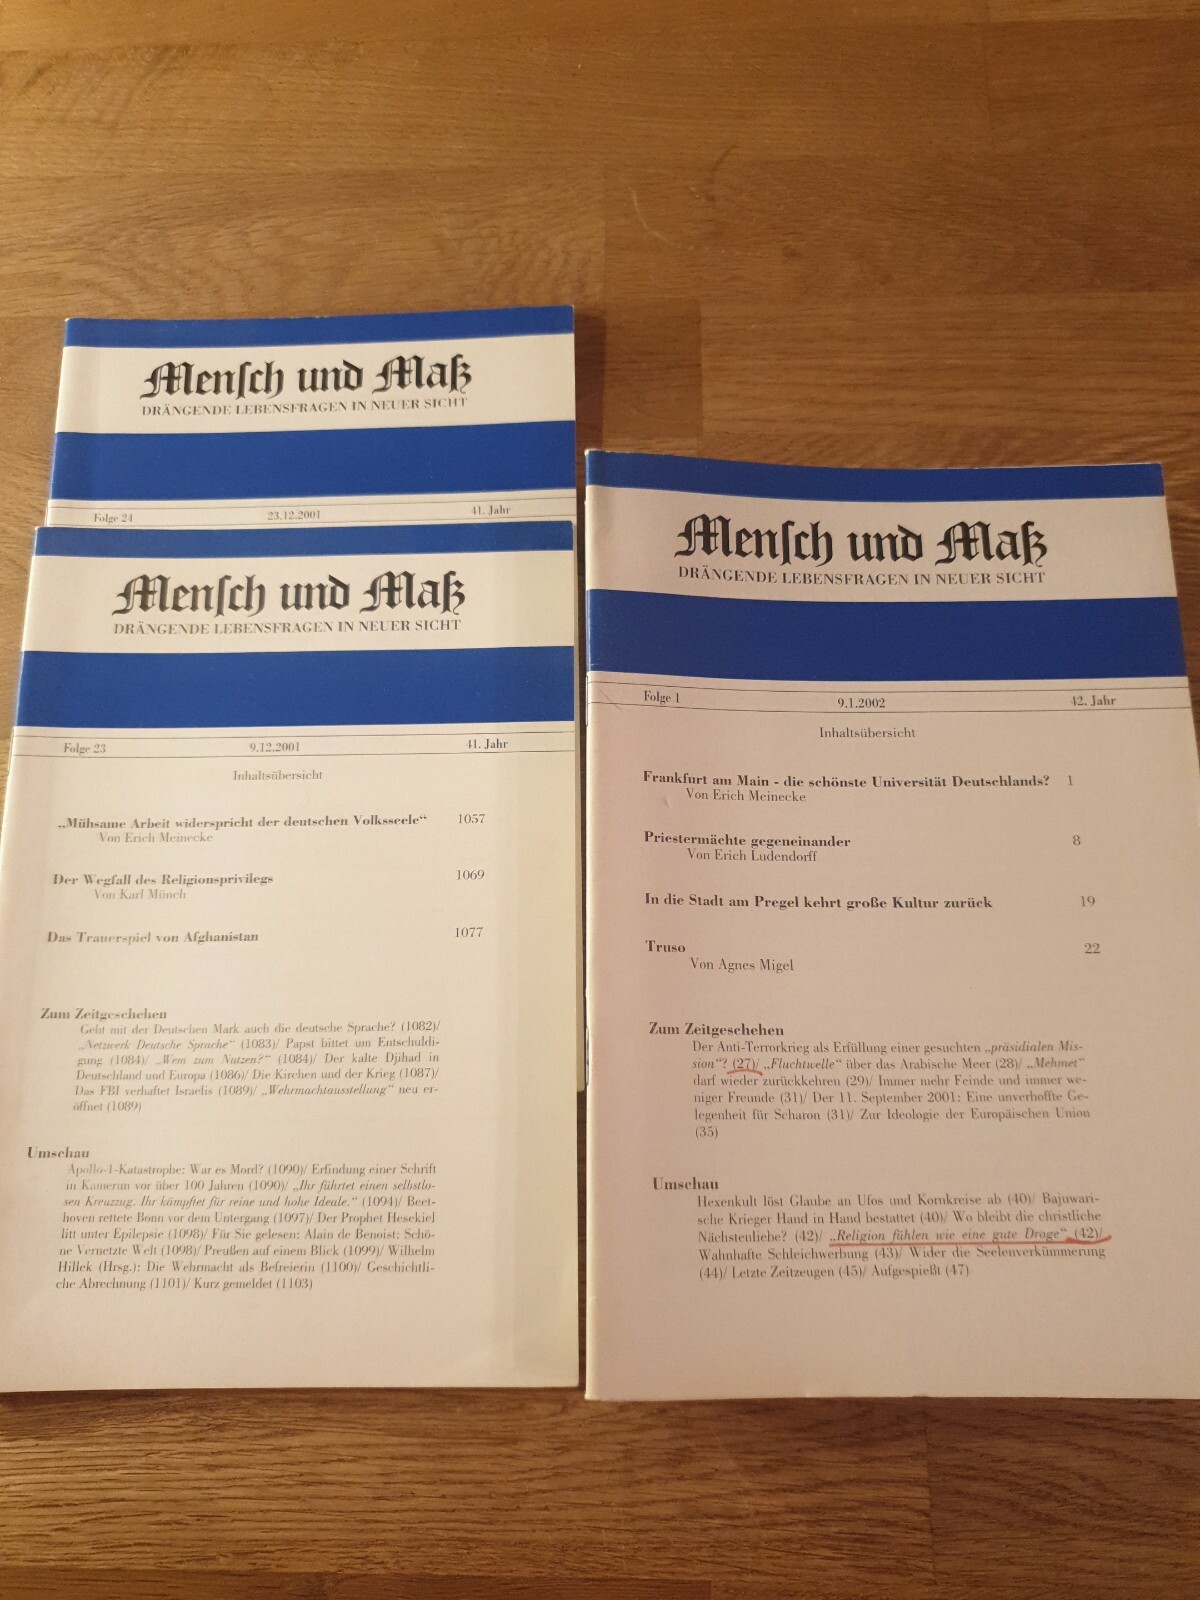 Mensch und Maß
DRÄNGENDE LEBENSFRAGEN IN NEUER SICHT
Folge 24 23.12.2001 41. Jahr
Mensch und Maß
DRÄNGENDE LEBENSFRAGEN IN NEUER SICHT
Folge 23 9.12.2001 41. Jahr
Inhaltsübersicht
„Mühsame Arbeit widerspricht der deutschen Volksseele“ 1057
Von Erich Meinecke
Der Wegfall des Religionsprivilegs 1069
Von Karl Münch
Das Trauerspiel von Afghanistan 1077
Zum Zeitgeschehen
Geht mit der Deutschen Mark auch die deutsche Sprache? (1082)/
„Netzwerk Deutsche Sprache“ (1083)/ Papst bittet um Entschuldi-
gung (1084)/ „Wem zum Nutzen?“ (1084)/ Der kalte Djihad in
Deutschland und Europa (1086)/ Die Kirchen und der Krieg (1087)/
Das FBI verhaftet Israelis (1089)/ „Wehrmachtausstellung“ neu er-
öffnet (1089)
Umschau
Apollo-1-Katastrophe: War es Mord? (1090)/ Erfindung einer Schrift
in Kamerun vor über 100 Jahren (1090)/ „Ihr führtet einen selbstlo-
sen Kreuzzug. Ihr kämpftet für reine und hohe Ideale.“ (1094)/ Beet-
hoven rettete Bonn vor dem Untergang (1097)/ Der Prophet Hesekiel
litt unter Epilepsie (1098)/ Für Sie gelesen: Alain de Benoist: Schö-
ne Vernetzte Welt (1098)/ Preußen auf einem Blick (1099)/ Wilhelm
Hillek (Hrsg.): Die Wehrmacht als Befreierin (1100)/ Geschichtli-
che Abrechnung (1101)/ Kurz gemeldet (1103)
Mensch und Maß
DRÄNGENDE LEBENSFRAGEN IN NEUER SICHT
Folge 1 9.1.2002 42. Jahr
Inhaltsübersicht
Frankfurt am Main - die schönste Universität Deutschlands? 1
Von Erich Meinecke
Priestermächte gegeneinander 8
Von Erich Ludendorff
In die Stadt am Pregel kehrt große Kultur zurück 19
Truso 22
Von Agnes Migel
Zum Zeitgeschehen
Der Anti-Terrorkrieg als Erfüllung einer gesuchten „präsidialen Mis-
sion“? (27)/ „Fluchtwelle“ über das Arabische Meer (28)/ „Mehmet“
darf wieder zurückkehren (29)/ Immer mehr Feinde und immer we-
niger Freunde (31)/ Der 11. September 2001: Eine unverhoffte Ge-
legenheit für Scharon (31)/ Zur Ideologie der Europäischen Union
(35)
Umschau
Hexenkult löst Glaube an Ufos und Kornkreise ab (40)/ Bajuwari-
sche Krieger Hand in Hand bestattet (40)/ Wo bleibt die christliche
Nächstenliebe? (42)/ „Religion fühlen wie eine gute Droge“ (42)/
Wahnhafte Schleichwerbung (43)/ Wider die Seelenverkümmerung
(44)/ Letzte Zeitzeugen (45)/ Aufgespießt (47)